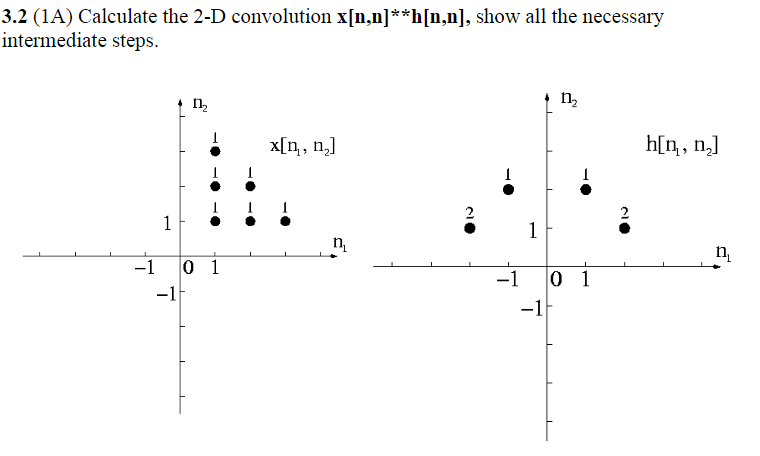 3.2 (1A) Calculate the 2-D convolution x[n,n]**h[n,n], show all the necessary
intermediate steps.
n₂ n₂
1 x[n₁, n₂] h[n₁, n₂]
1 1 1 1
1 1 1 2 2
1 1
n₁ n₁
−1 0 1 −1 0 1
−1 −1